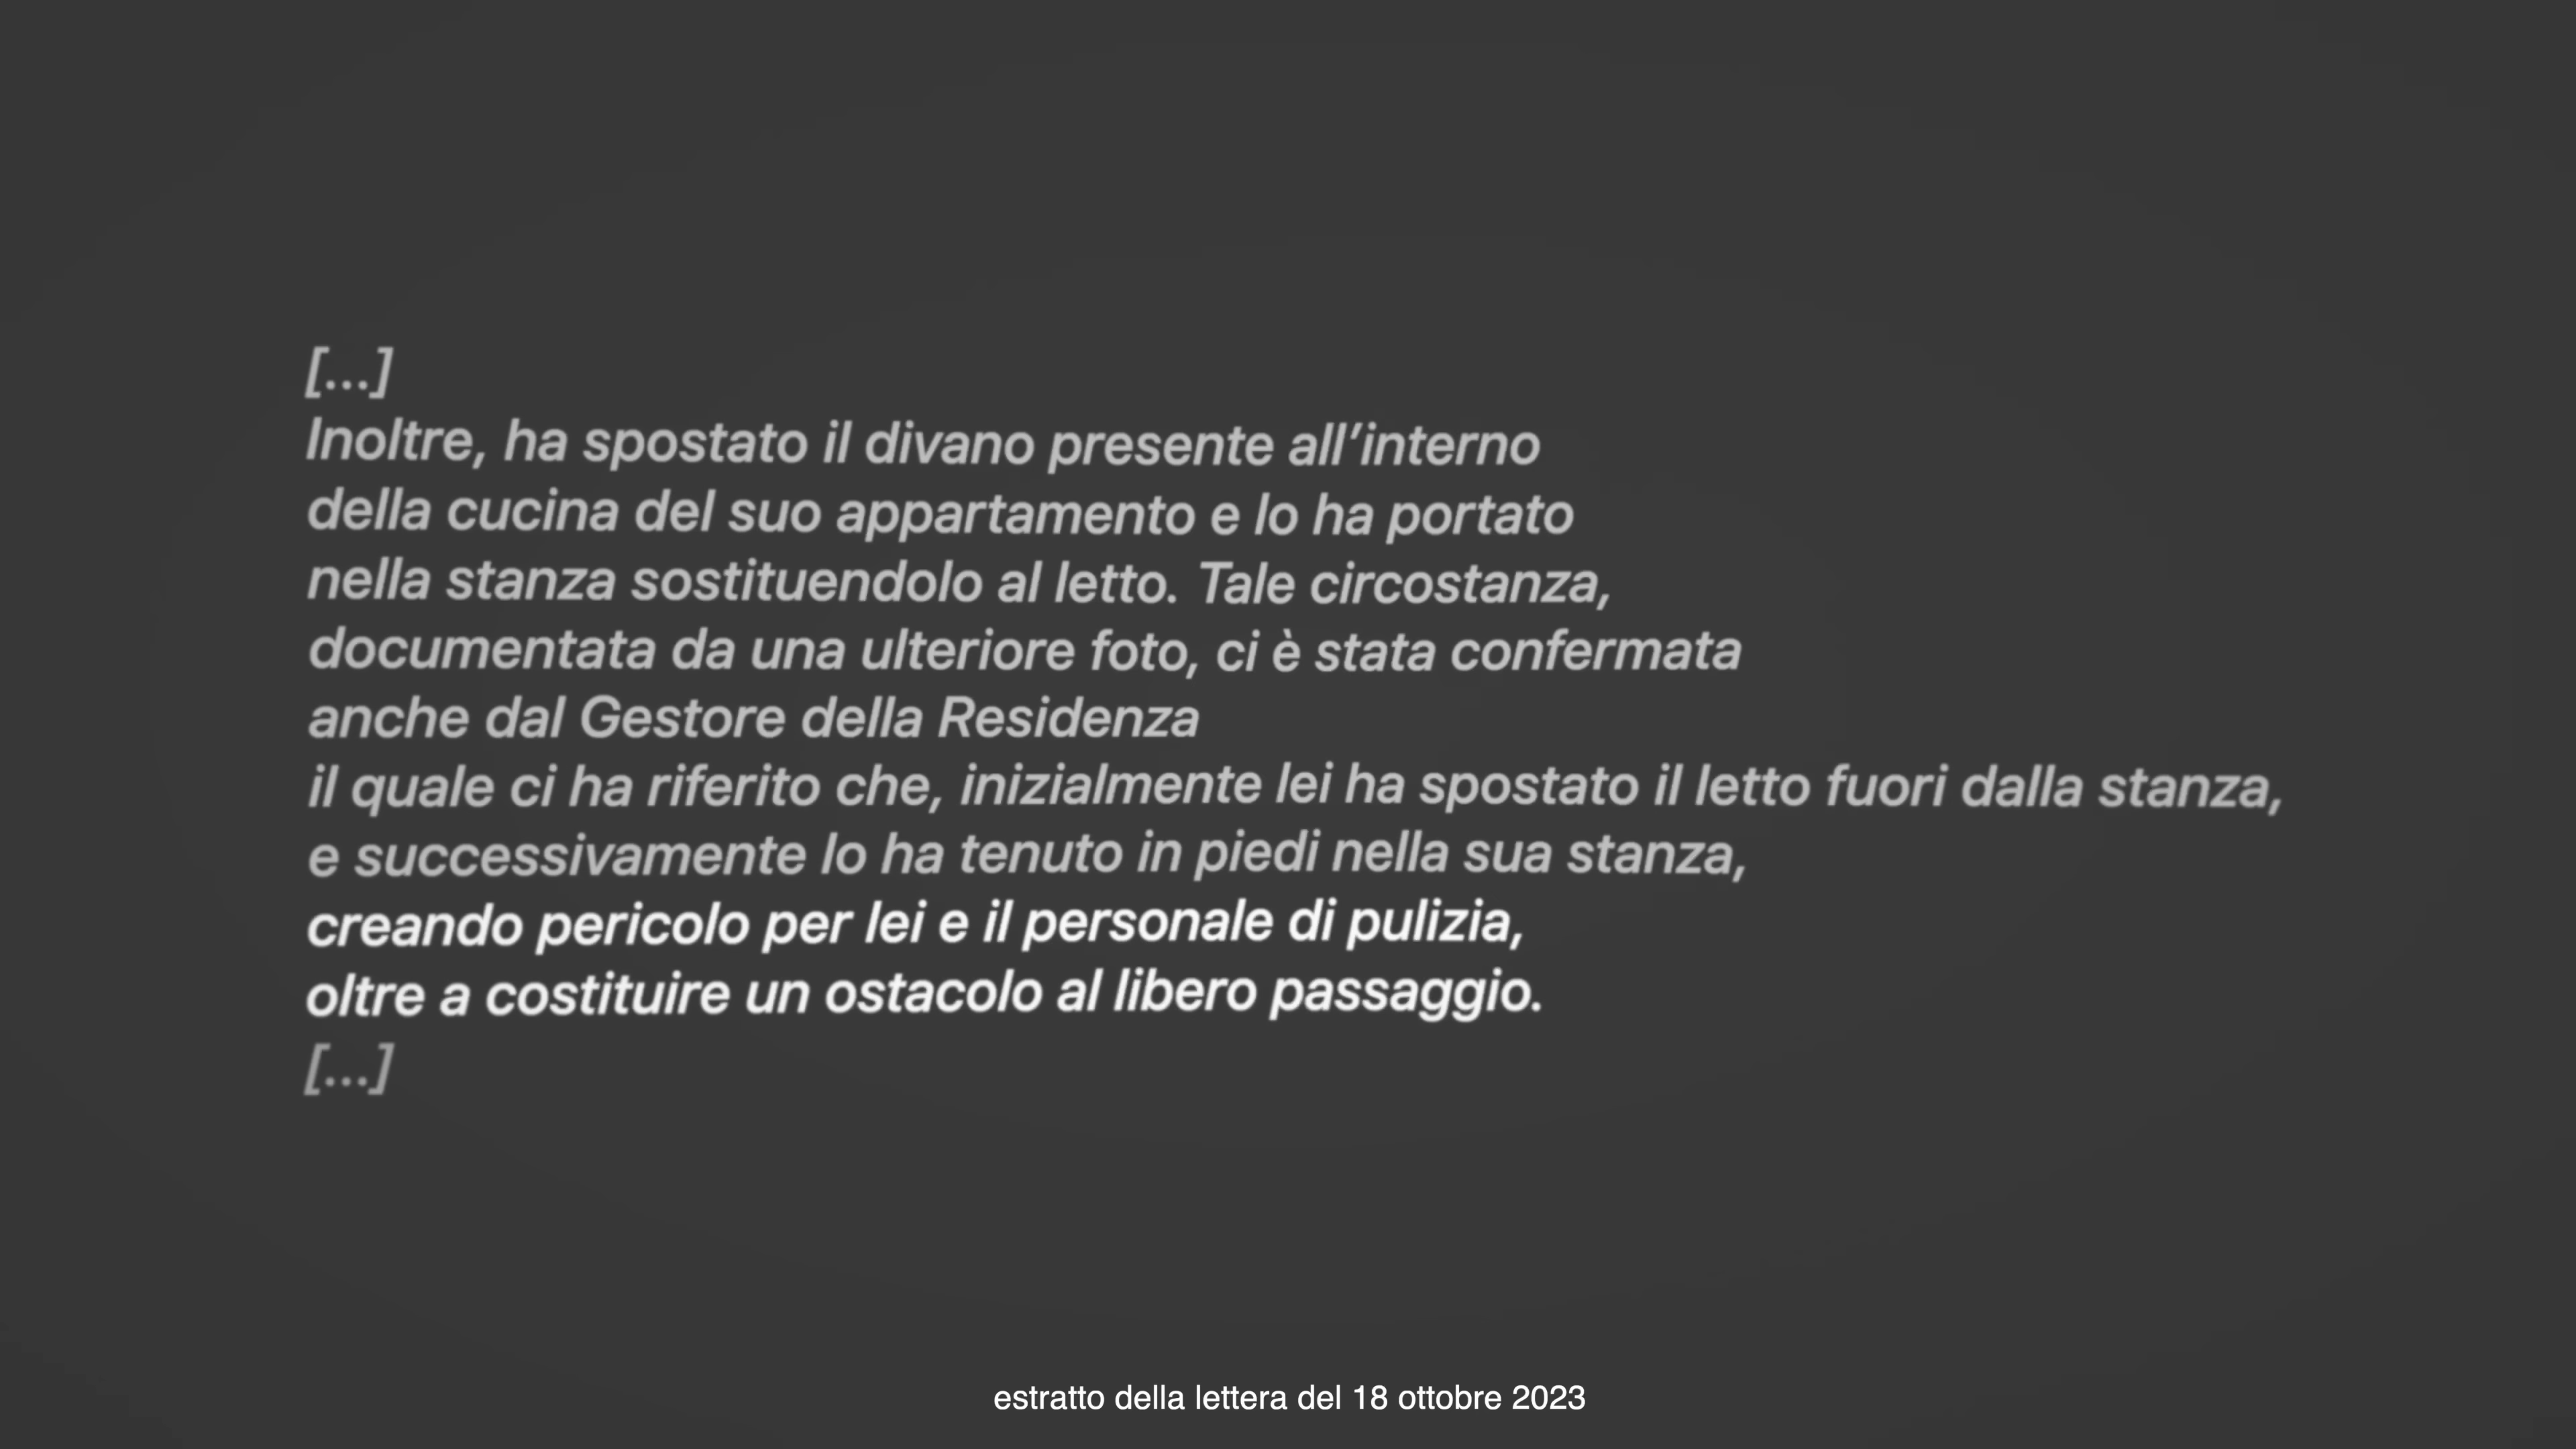 [...]
Inoltre, ha spostato il divano presente all’interno
della cucina del suo appartamento e lo ha portato
nella stanza sostituendolo al letto. Tale circostanza,
documentata da una ulteriore foto, ci è stata confermata
anche dal Gestore della Residenza
il quale ci ha riferito che, inizialmente lei ha spostato il letto fuori dalla stanza,
e successivamente lo ha tenuto in piedi nella sua stanza,
creando pericolo per lei e il personale di pulizia,
oltre a costituire un ostacolo al libero passaggio.
[...]
estratto della lettera del 18 ottobre 2023